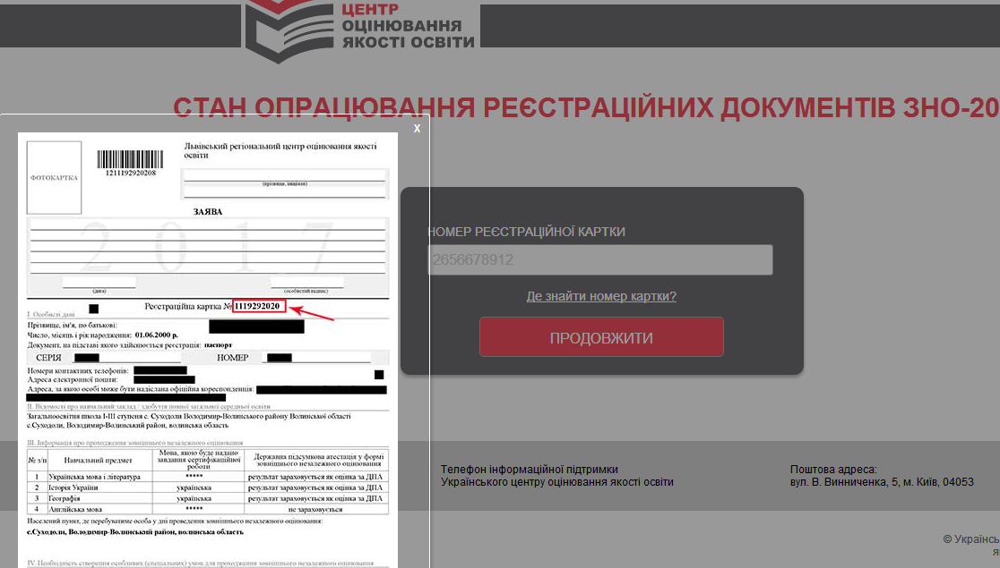 ЦЕНТР
ОЦІНЮВАННЯ
ЯКОСТІ ОСВІТИ
СТАН ОПРАЦЮВАННЯ РЕЄСТРАЦІЙНИХ ДОКУМЕНТІВ ЗНО-20
X
ФОТОКАРТКА
1211192920208
Львівський регіональний центр оцінювання якості
освіти
(прізвище, ініціали)
ЗАЯВА
2017
(дата)
(особистий підпис)
Реєстраційна картка № 1119292020
І. Особисті дані
Прізвище, ім'я, по батькові:
Число, місяць і рік народження: 01.06.2000 р.
Документ, на підставі якого здійснюється реєстрація: паспорт
СЕРІЯ НОМЕР
Номери контактних телефонів:
Адреса електронної пошти:
Адреса, за якою особі може бути надіслана офіційна кореспонденція:
ІІ. Відомості про навчальний заклад / здобуття повної загальної середньої освіти
Загальноосвітня школа І-ІІІ ступеня с. Суходоли Володимир-Волинського району Волинської області
с.Суходоли, Володимир-Волинський район, волинська область
ІІІ. Інформація про проходження зовнішнього незалежного оцінювання
№ з/п Навчальний предмет Мова, якою буде надано завдання сертифікаційної роботи Державна підсумкова атестація у формі зовнішнього незалежного оцінювання
1 Українська мова і література ***** результат зараховується як оцінка за ДПА
2 Історія України українська результат зараховується як оцінка за ДПА
3 Географія українська результат зараховується як оцінка за ДПА
4 Англійська мова ***** не зараховується
Населений пункт, де перебуватиме особа у дні проведення зовнішнього незалежного оцінювання:
с.Суходоли, Володимир-Волинський район, волинська область
IV. Необхідність створення особливих (спеціальних) умов для проходження зовнішнього незалежного оцінювання
НОМЕР РЕЄСТРАЦІЙНОЇ КАРТКИ
2656678912
Де знайти номер картки?
ПРОДОВЖИТИ
Телефон інформаційної підтримки
Українського центру оцінювання якості освіти
Поштова адреса:
вул. В. Винниченка, 5, м. Київ, 04053
© Українсь
я